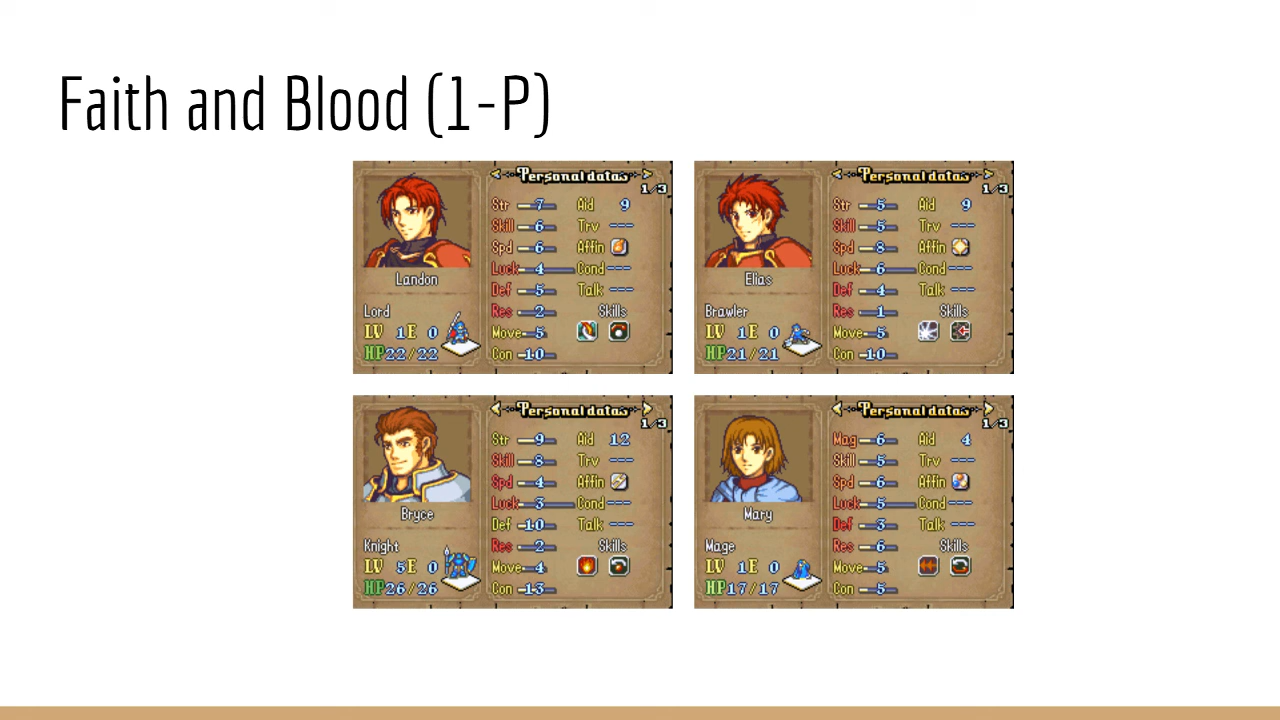 Faith and Blood (1-P)
Personal data
1/3
Str 7 Aid 9
Skill 6 Trv ---
Spd 6 Affin
Luck 4 Cond ---
Def 5 Talk ---
Res 2 Skills
Move 5
Con 10
Landon
Lord
LV 1 E 0
HP 22/22
Personal data
1/3
Str 5 Aid 9
Skill 5 Trv ---
Spd 8 Affin
Luck 6 Cond ---
Def 4 Talk ---
Res 1 Skills
Move 5
Con 10
Elias
Brawler
LV 1 E 0
HP 21/21
Personal data
1/3
Str 9 Aid 12
Skill 8 Trv ---
Spd 4 Affin
Luck 3 Cond ---
Def 10 Talk ---
Res 2 Skills
Move 4
Con 13
Bryce
Knight
LV 5 E 0
HP 26/26
Personal data
1/3
Mag 6 Aid 4
Skill 5 Trv ---
Spd 6 Affin
Luck 5 Cond ---
Def 3 Talk ---
Res 6 Skills
Move 5
Con 5
Mary
Mage
LV 1 E 0
HP 17/17